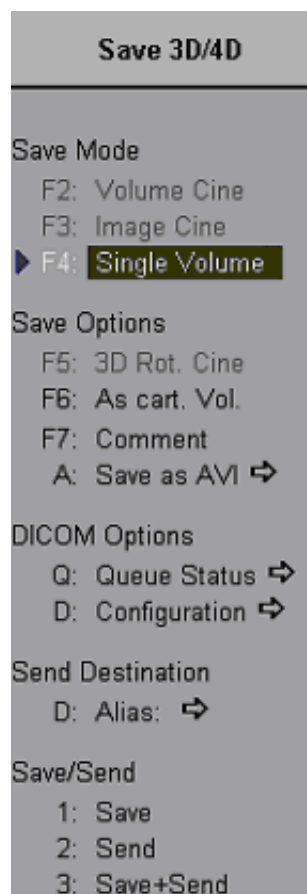 Save 3D/4D
Save Mode
F2: Volume Cine
F3: Image Cine
F4: Single Volume
Save Options
F5: 3D Rot. Cine
F6: As cart. Vol.
F7: Comment
A: Save as AVI ⇨
DICOM Options
Q: Queue Status ⇨
D: Configuration ⇨
Send Destination
D: Alias: ⇨
Save/Send
1: Save
2: Send
3: Save+Send